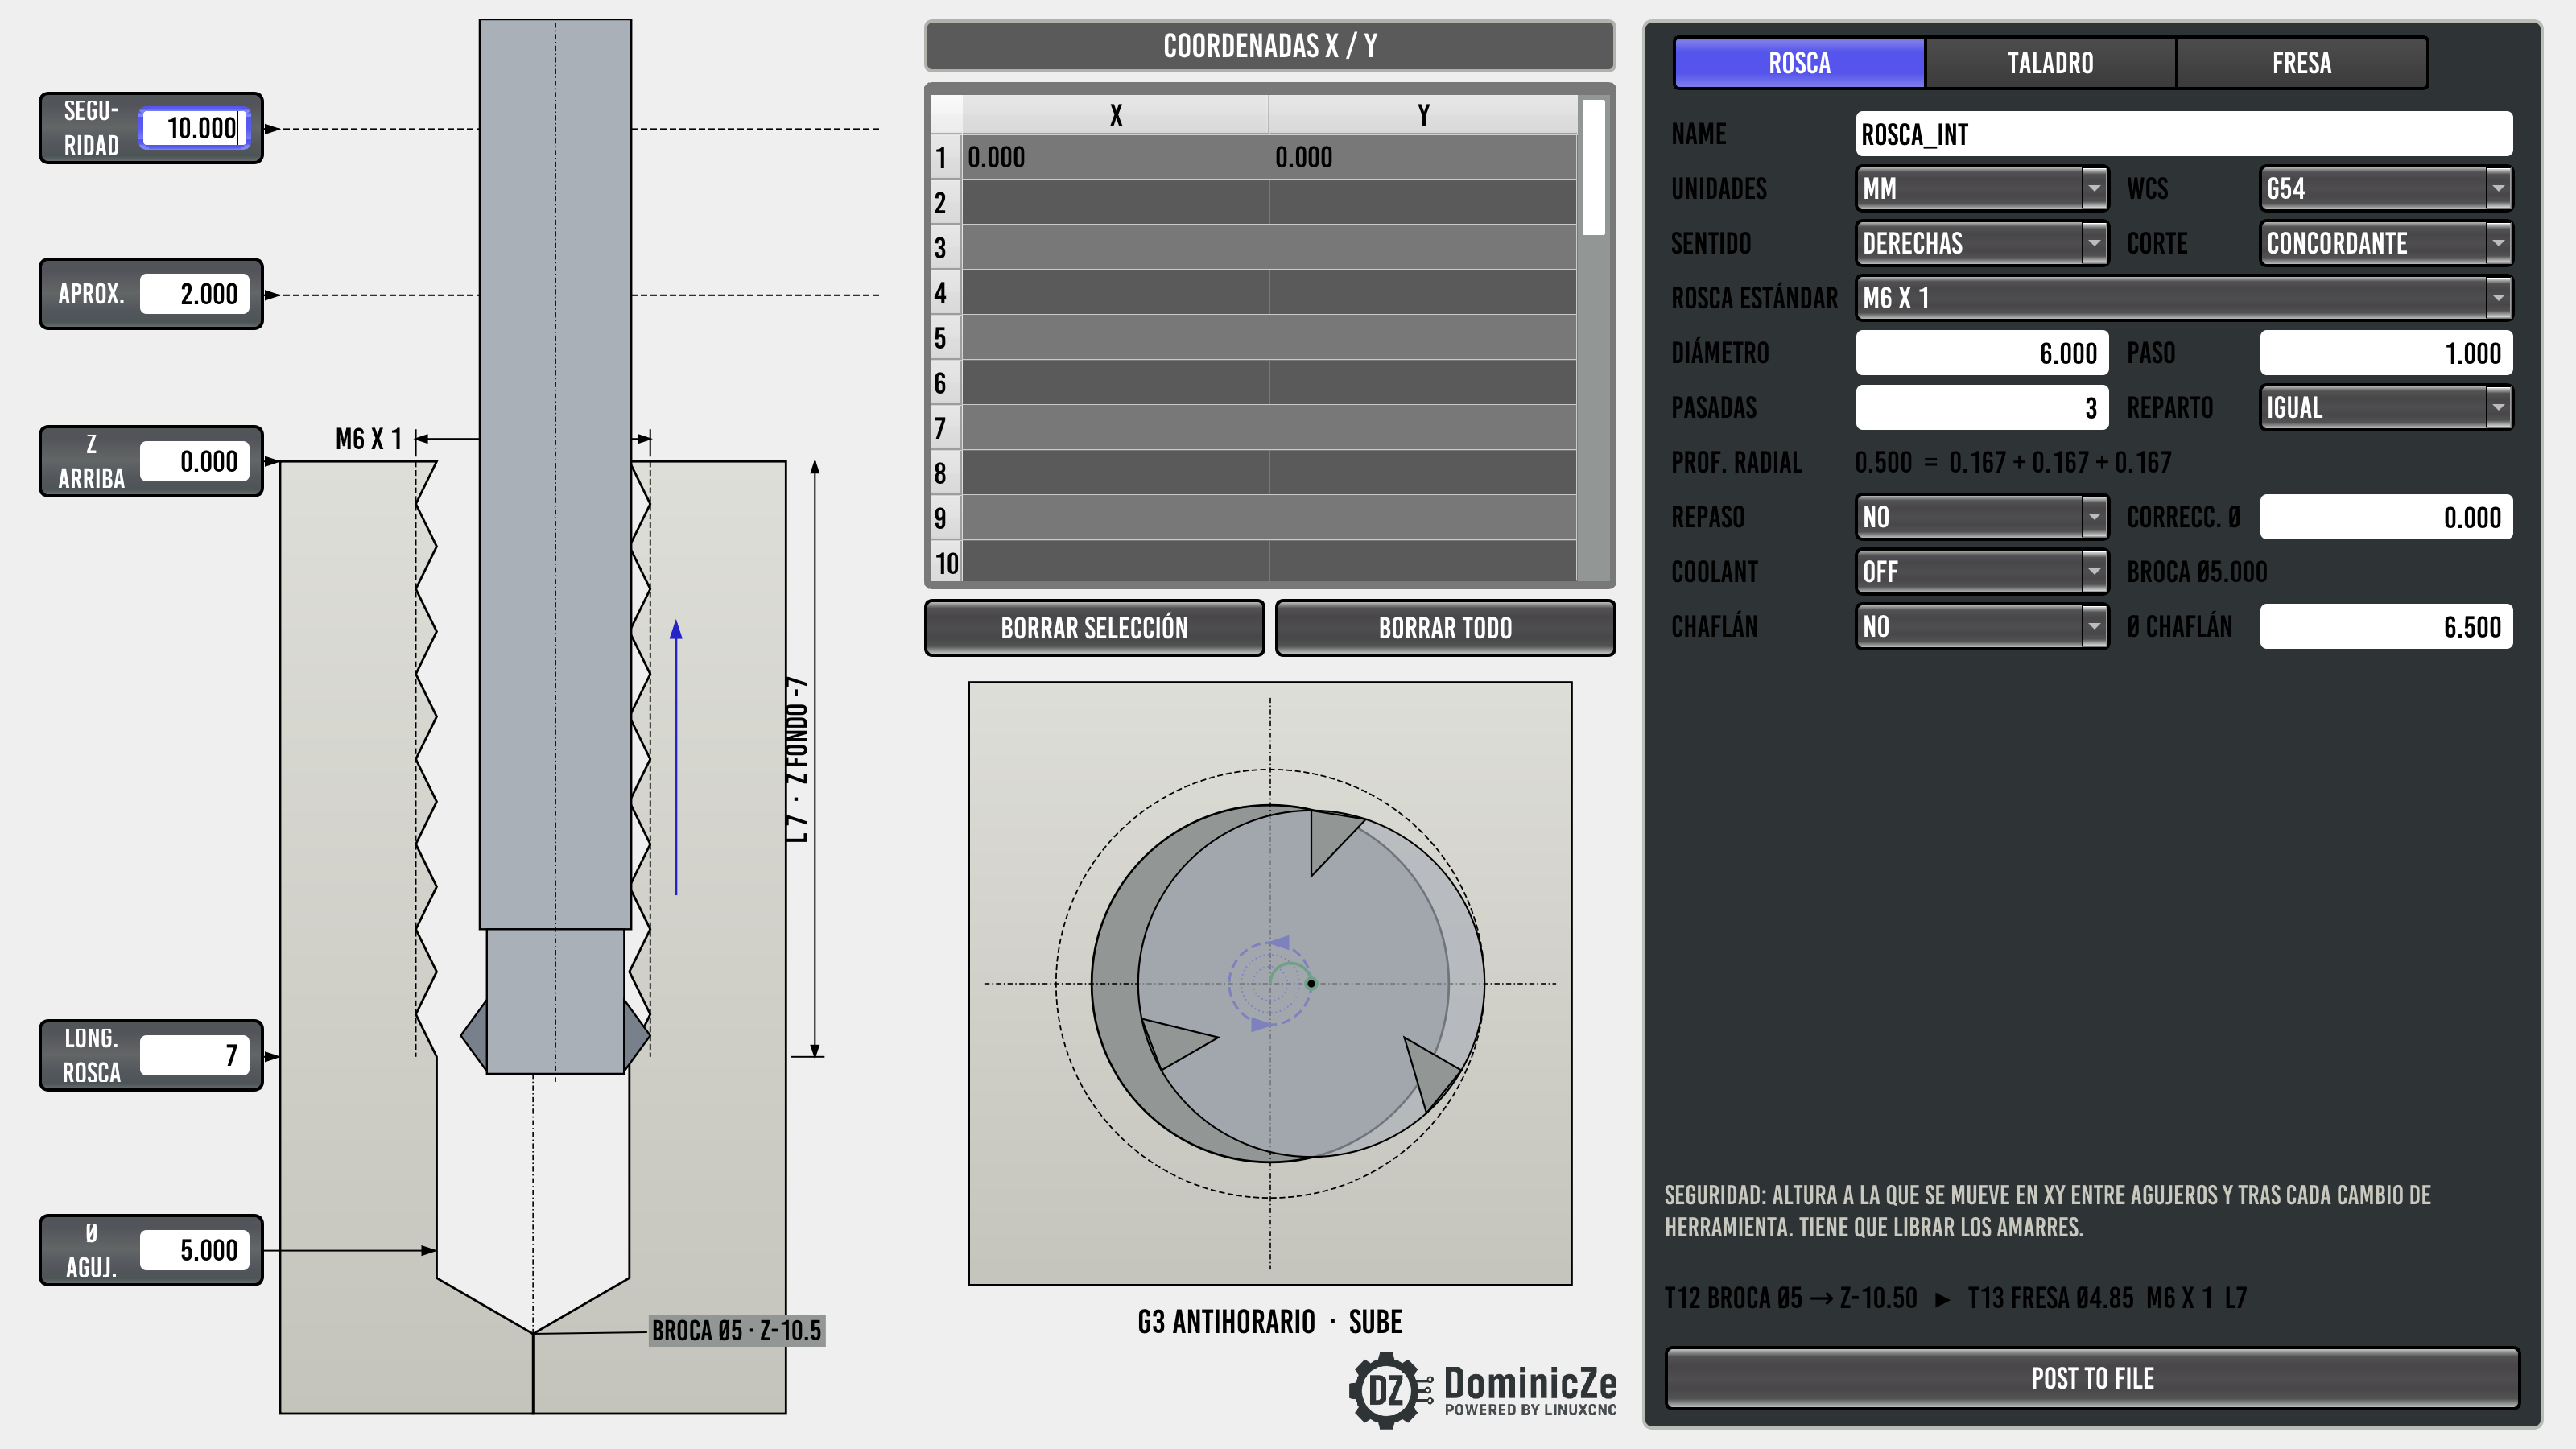 SEGU-
RIDAD 10.000
APROX. 2.000
Z
ARRIBA 0.000
M6 X 1
L 7 · Z FONDO -7
LONG.
ROSCA 7
Ø
AGUJ. 5.000
BROCA Ø5 · Z-10.5
COORDENADAS X / Y
X Y
1 0.000 0.000
2
3
4
5
6
7
8
9
10
BORRAR SELECCIÓN BORRAR TODO
G3 ANTIHORARIO · SUBE
DZ DominicZe
POWERED BY LINUXCNC
ROSCA TALADRO FRESA
NAME ROSCA_INT
UNIDADES MM WCS G54
SENTIDO DERECHAS CORTE CONCORDANTE
ROSCA ESTÁNDAR M6 X 1
DIÁMETRO 6.000 PASO 1.000
PASADAS 3 REPARTO IGUAL
PROF. RADIAL 0.500 = 0.167 + 0.167 + 0.167
REPASO NO CORRECC. Ø 0.000
COOLANT OFF BROCA Ø5.000
CHAFLÁN NO Ø CHAFLÁN 6.500
SEGURIDAD: ALTURA A LA QUE SE MUEVE EN XY ENTRE AGUJEROS Y TRAS CADA CAMBIO DE
HERRAMIENTA. TIENE QUE LIBRAR LOS AMARRES.
T12 BROCA Ø5 → Z-10.50 ► T13 FRESA Ø4.85 M6 X 1 L7
POST TO FILE